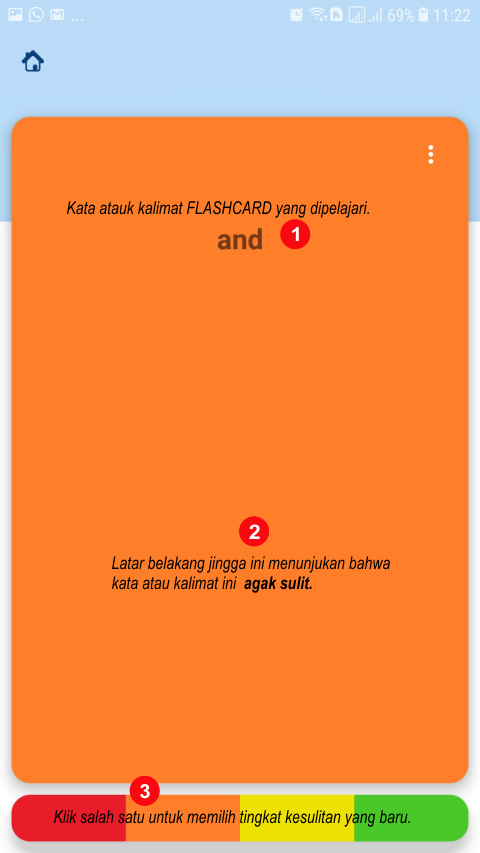 ... 69% 11:22
Kata atauk kalimat FLASHCARD yang dipelajari.
and 1
2
Latar belakang jingga ini menunjukan bahwa
kata atau kalimat ini agak sulit.
3
Klik salah satu untuk memilih tingkat kesulitan yang baru.